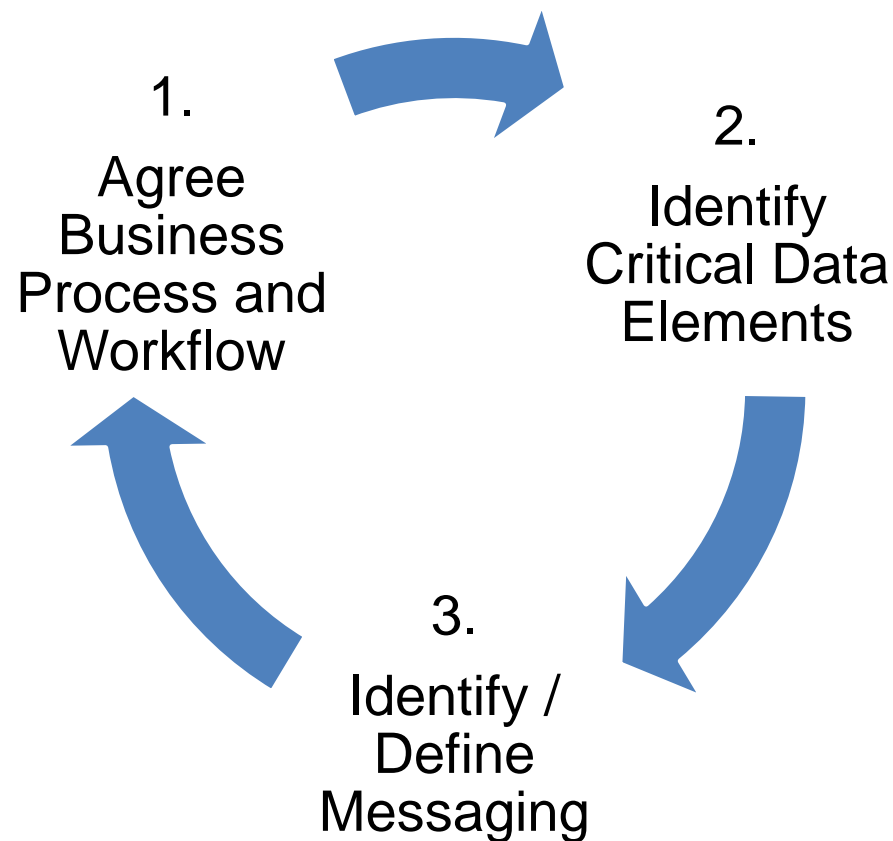 1.
Agree
Business
Process and
Workflow
2.
Identify
Critical Data
Elements
3.
Identify /
Define
Messaging